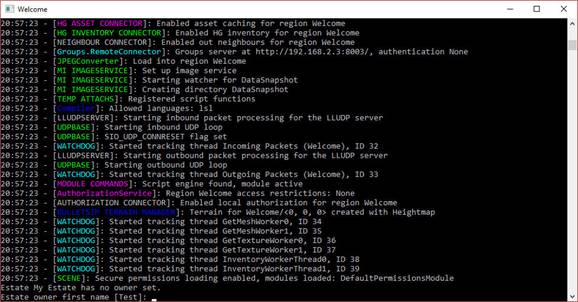 Welcome
20:57:23 - [HG ASSET CONNECTOR]: Enabled asset caching for region Welcome
20:57:23 - [HG INVENTORY CONNECTOR]: Enabled HG inventory for region Welcome
20:57:23 - [NEIGHBOUR CONNECTOR]: Enabled out neighbours for region Welcome
20:57:23 - [Groups.RemoteConnector]: Groups server at http://192.168.2.3:8003/, authentication None
20:57:23 - [JPEGConverter]: Load into region Welcome
20:57:23 - [MI IMAGESERVICE]: Set up image service
20:57:23 - [MI IMAGESERVICE]: Starting watcher for DataSnapshot
20:57:23 - [MI IMAGESERVICE]: Creating directory DataSnapshot
20:57:23 - [TEMP ATTACHS]: Registered script functions
20:57:23 - [Compiler]: Allowed languages: lsl
20:57:23 - [LLUDPSERVER]: Starting inbound packet processing for the LLUDP server
20:57:23 - [UDPBASE]: Starting inbound UDP loop
20:57:23 - [UDPBASE]: SIO_UDP_CONNRESET flag set
20:57:23 - [WATCHDOG]: Started tracking thread Incoming Packets (Welcome), ID 32
20:57:23 - [LLUDPSERVER]: Starting outbound packet processing for the LLUDP server
20:57:23 - [UDPBASE]: Starting outbound UDP loop
20:57:23 - [WATCHDOG]: Started tracking thread Outgoing Packets (Welcome), ID 33
20:57:23 - [MODULE COMMANDS]: Script engine found, module active
20:57:23 - [AuthorizationService]: Region Welcome access restrictions: None
20:57:23 - [AUTHORIZATION CONNECTOR]: Enabled local authorization for region Welcome
20:57:23 - [BULLETSIM TERRAIN MANAGER]: Terrain for Welcome/<0, 0, 0> created with Heightmap
20:57:23 - [WATCHDOG]: Started tracking thread GetMeshWorker0, ID 34
20:57:23 - [WATCHDOG]: Started tracking thread GetMeshWorker1, ID 35
20:57:23 - [WATCHDOG]: Started tracking thread GetTextureWorker0, ID 36
20:57:23 - [WATCHDOG]: Started tracking thread GetTextureWorker1, ID 37
20:57:23 - [WATCHDOG]: Started tracking thread InventoryWorkerThread0, ID 38
20:57:23 - [WATCHDOG]: Started tracking thread InventoryWorkerThread1, ID 39
20:57:23 - [SCENE]: Secure permissions loading enabled, modules loaded: DefaultPermissionsModule
Estate My Estate has no owner set.
Estate owner first name [Test]: